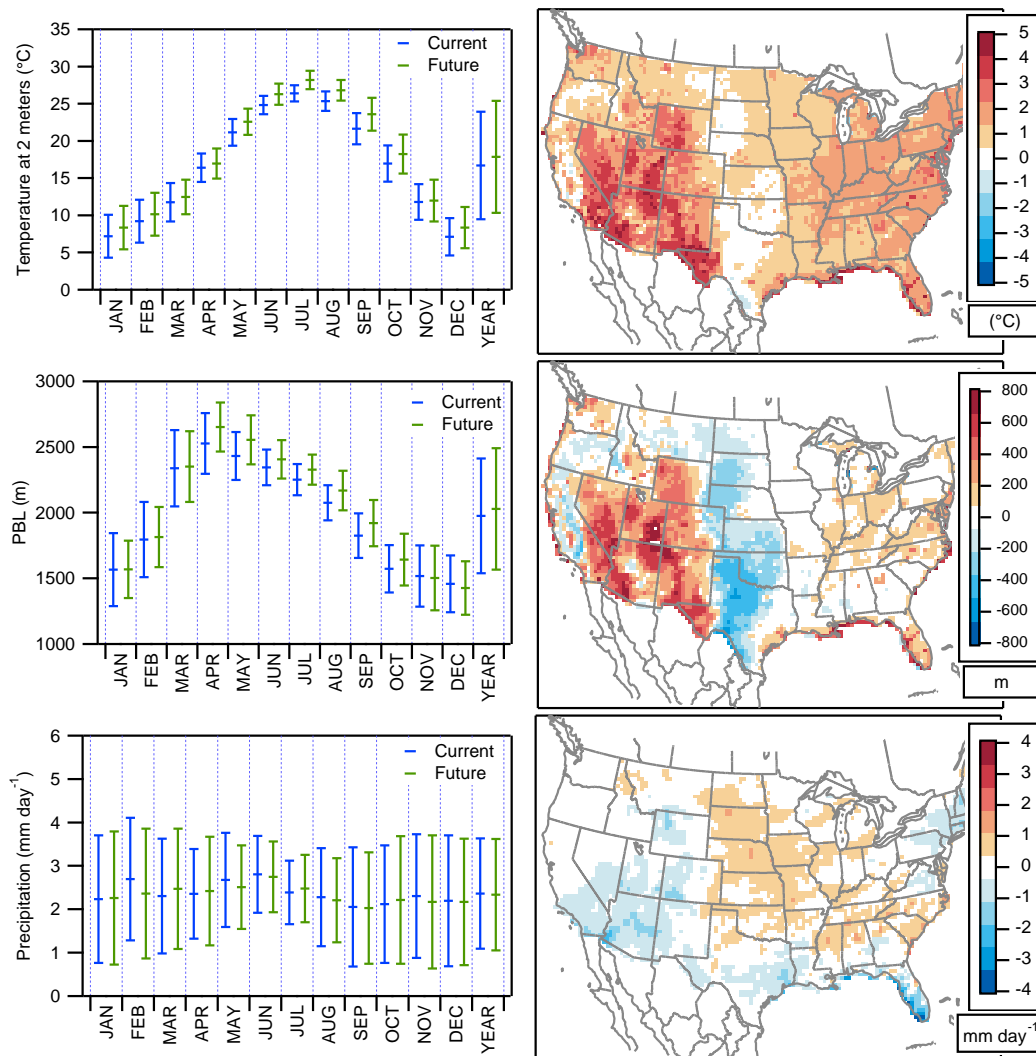 Temperature at 2 meters (°C)
35
30
25
20
15
10
5
0
Current
Future
JAN
FEB
MAR
APR
MAY
JUN
JUL
AUG
SEP
OCT
NOV
DEC
YEAR
5
4
3
2
1
0
-1
-2
-3
-4
-5
(°C)
PBL (m)
3000
2500
2000
1500
1000
Current
Future
JAN
FEB
MAR
APR
MAY
JUN
JUL
AUG
SEP
OCT
NOV
DEC
YEAR
800
600
400
200
0
-200
-400
-600
-800
m
Precipitation (mm day⁻¹)
6
5
4
3
2
1
0
Current
Future
JAN
FEB
MAR
APR
MAY
JUN
JUL
AUG
SEP
OCT
NOV
DEC
YEAR
4
3
2
1
0
-1
-2
-3
-4
mm day⁻¹